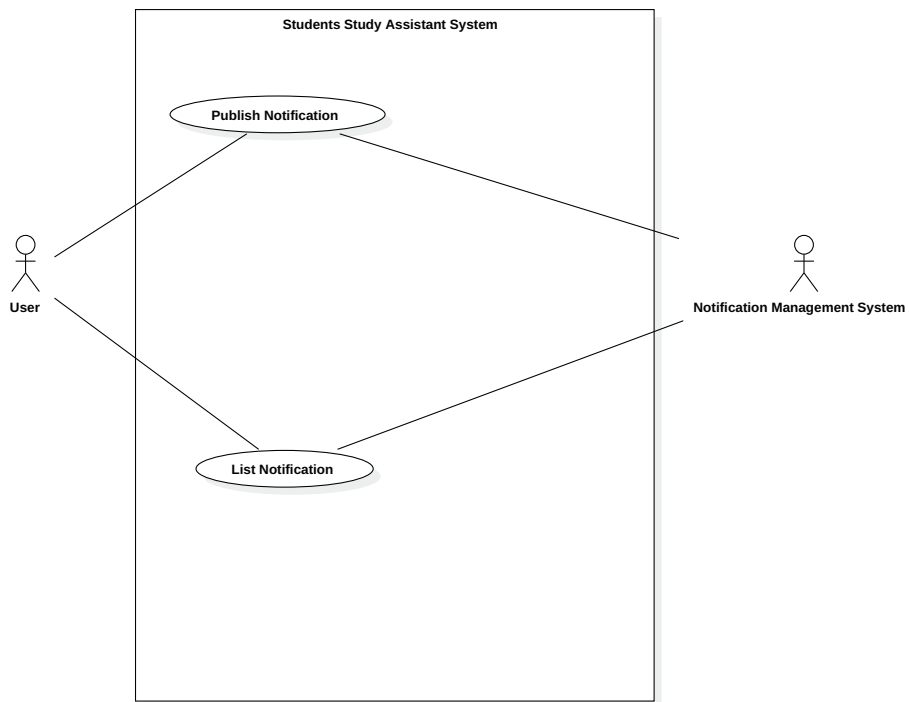 Students Study Assistant System
Publish Notification
User
Notification Management System
List Notification